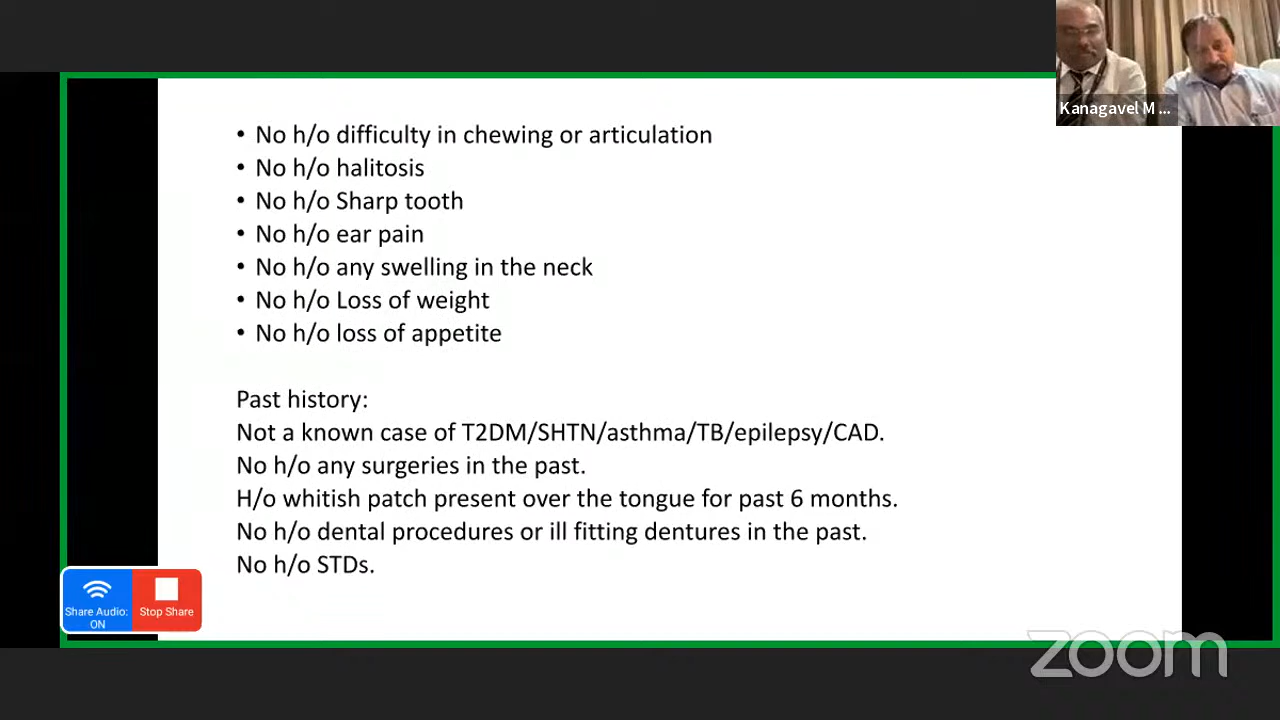 Kanagavel M ...
• No h/o difficulty in chewing or articulation
• No h/o halitosis
• No h/o Sharp tooth
• No h/o ear pain
• No h/o any swelling in the neck
• No h/o Loss of weight
• No h/o loss of appetite
Past history:
Not a known case of T2DM/SHTN/asthma/TB/epilepsy/CAD.
No h/o any surgeries in the past.
H/o whitish patch present over the tongue for past 6 months.
No h/o dental procedures or ill fitting dentures in the past.
No h/o STDs.
Share Audio:
ON
Stop Share
zoom